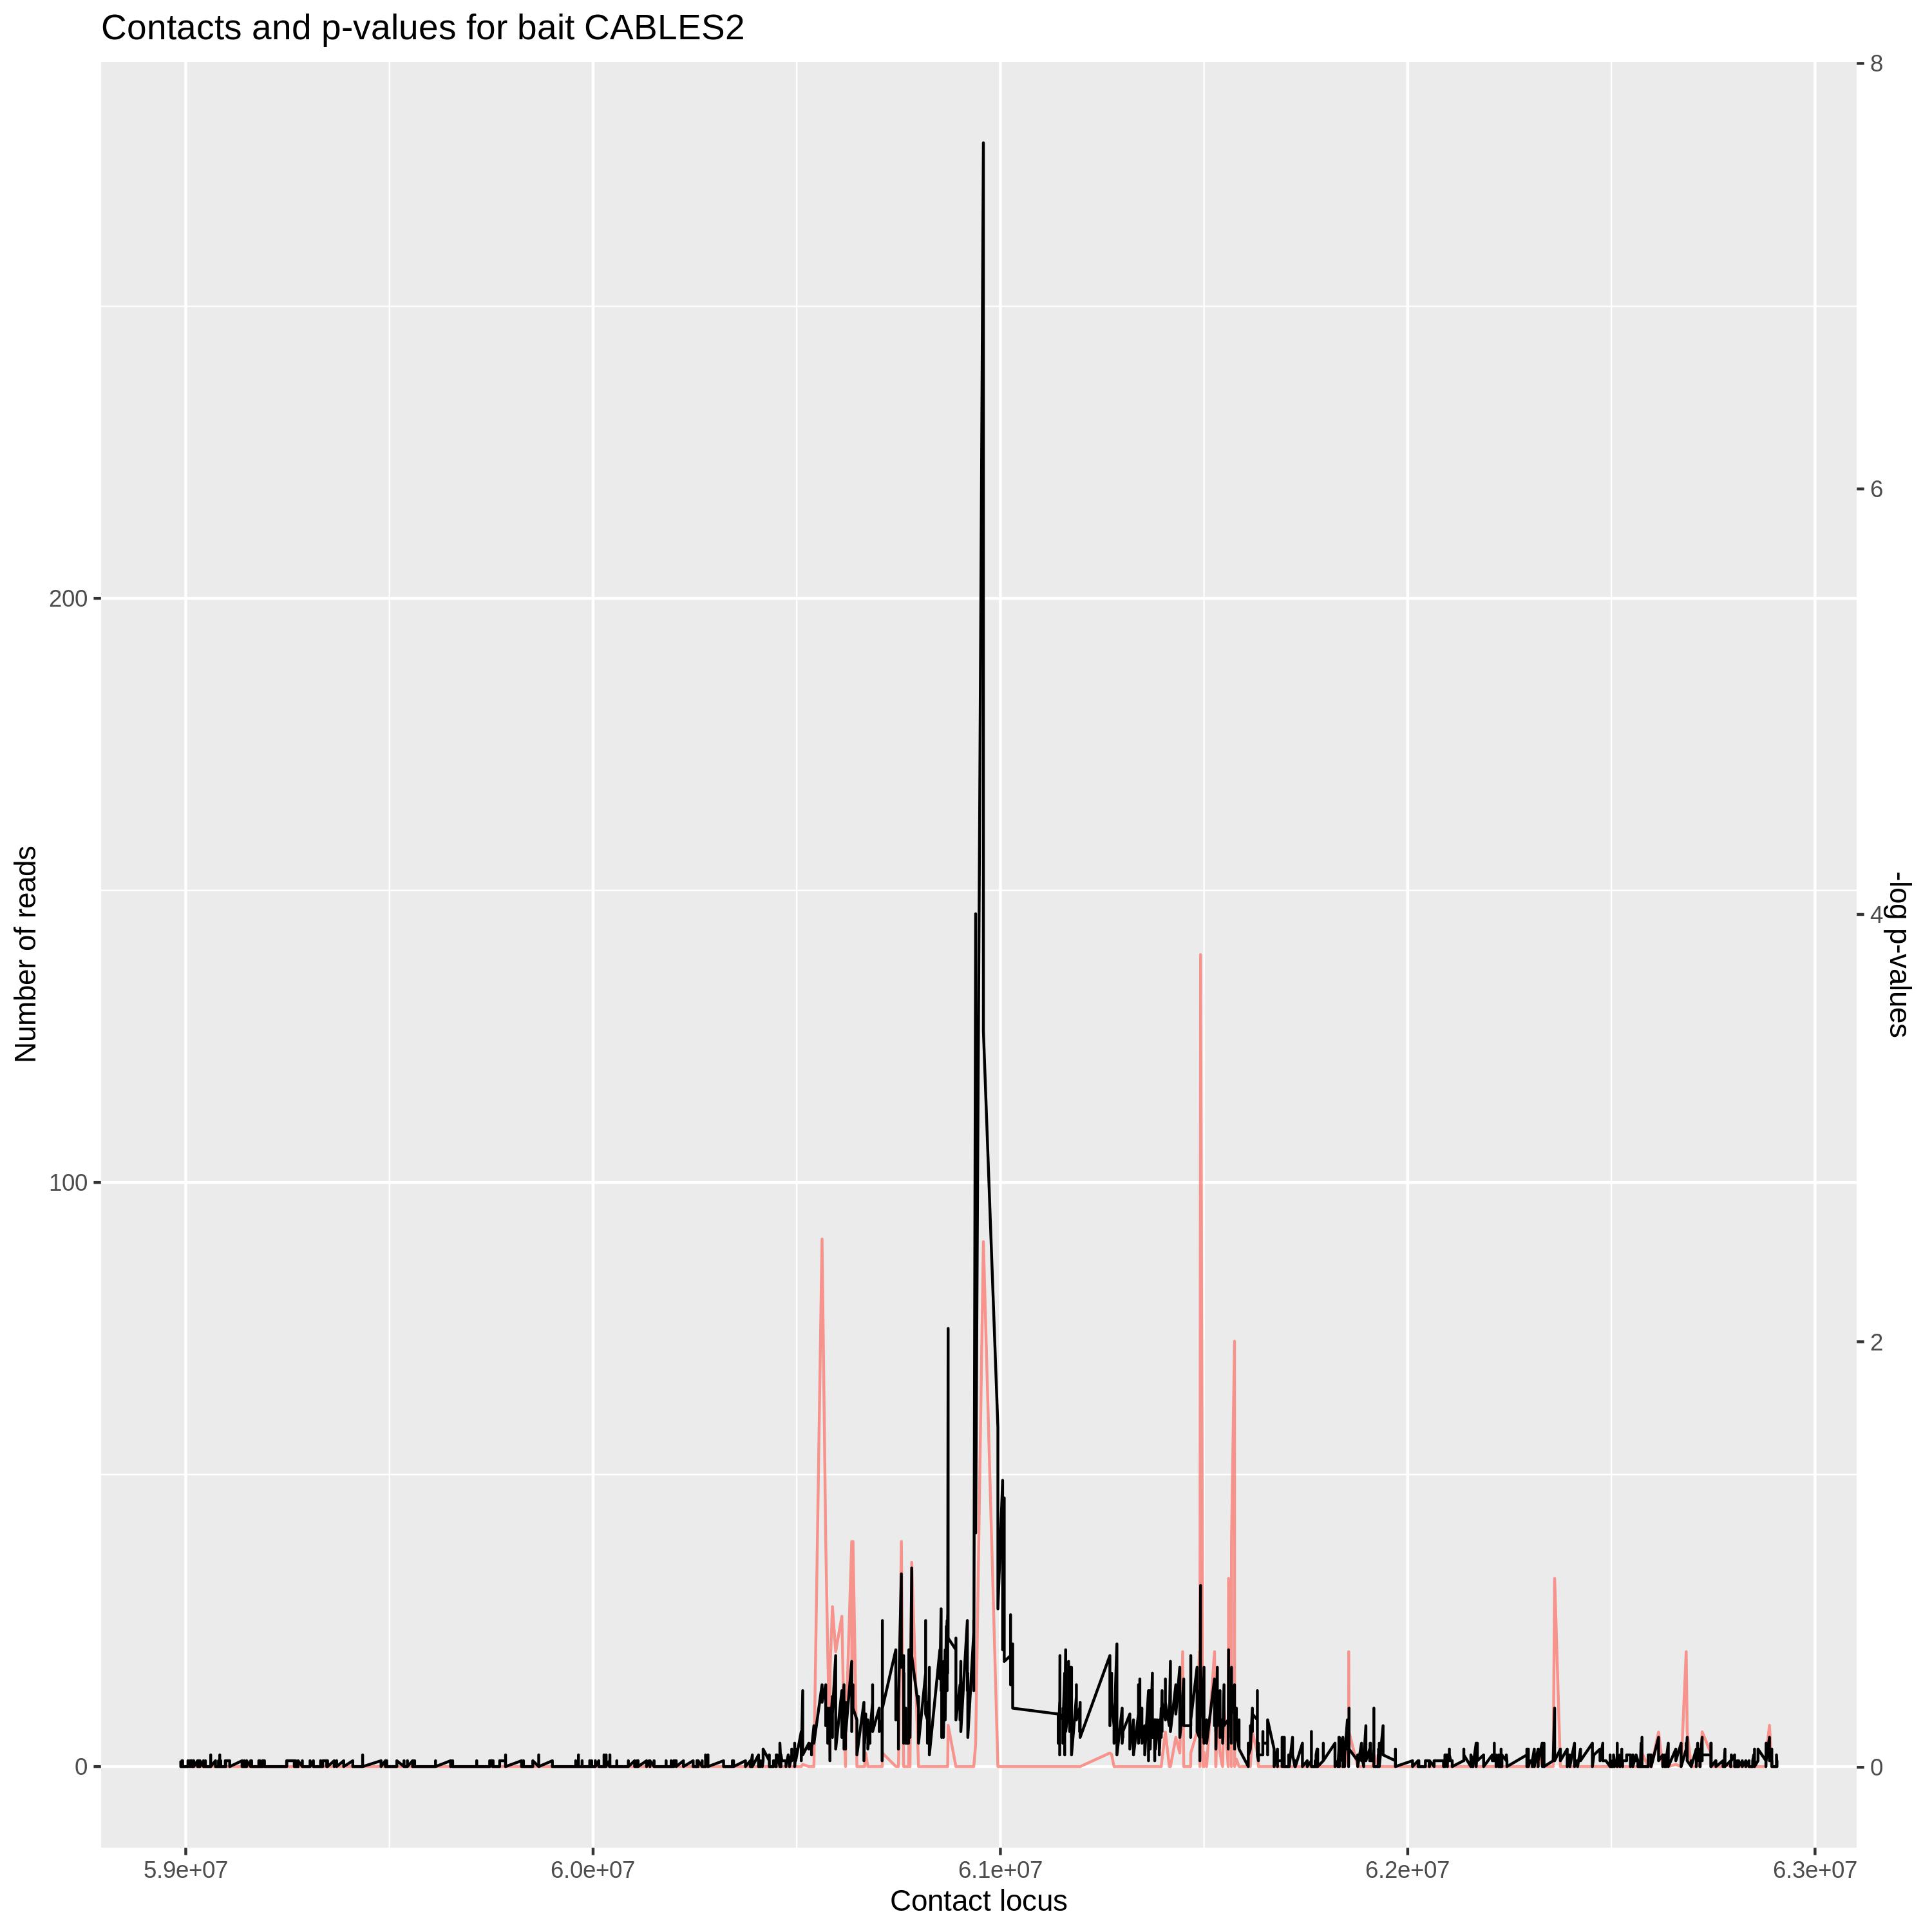 Contacts and p-values for bait CABLES2
8
6
200
Number of reads
4
-log p-values
100
2
0
0
5.9e+07
6.0e+07
6.1e+07
6.2e+07
6.3e+07
Contact locus